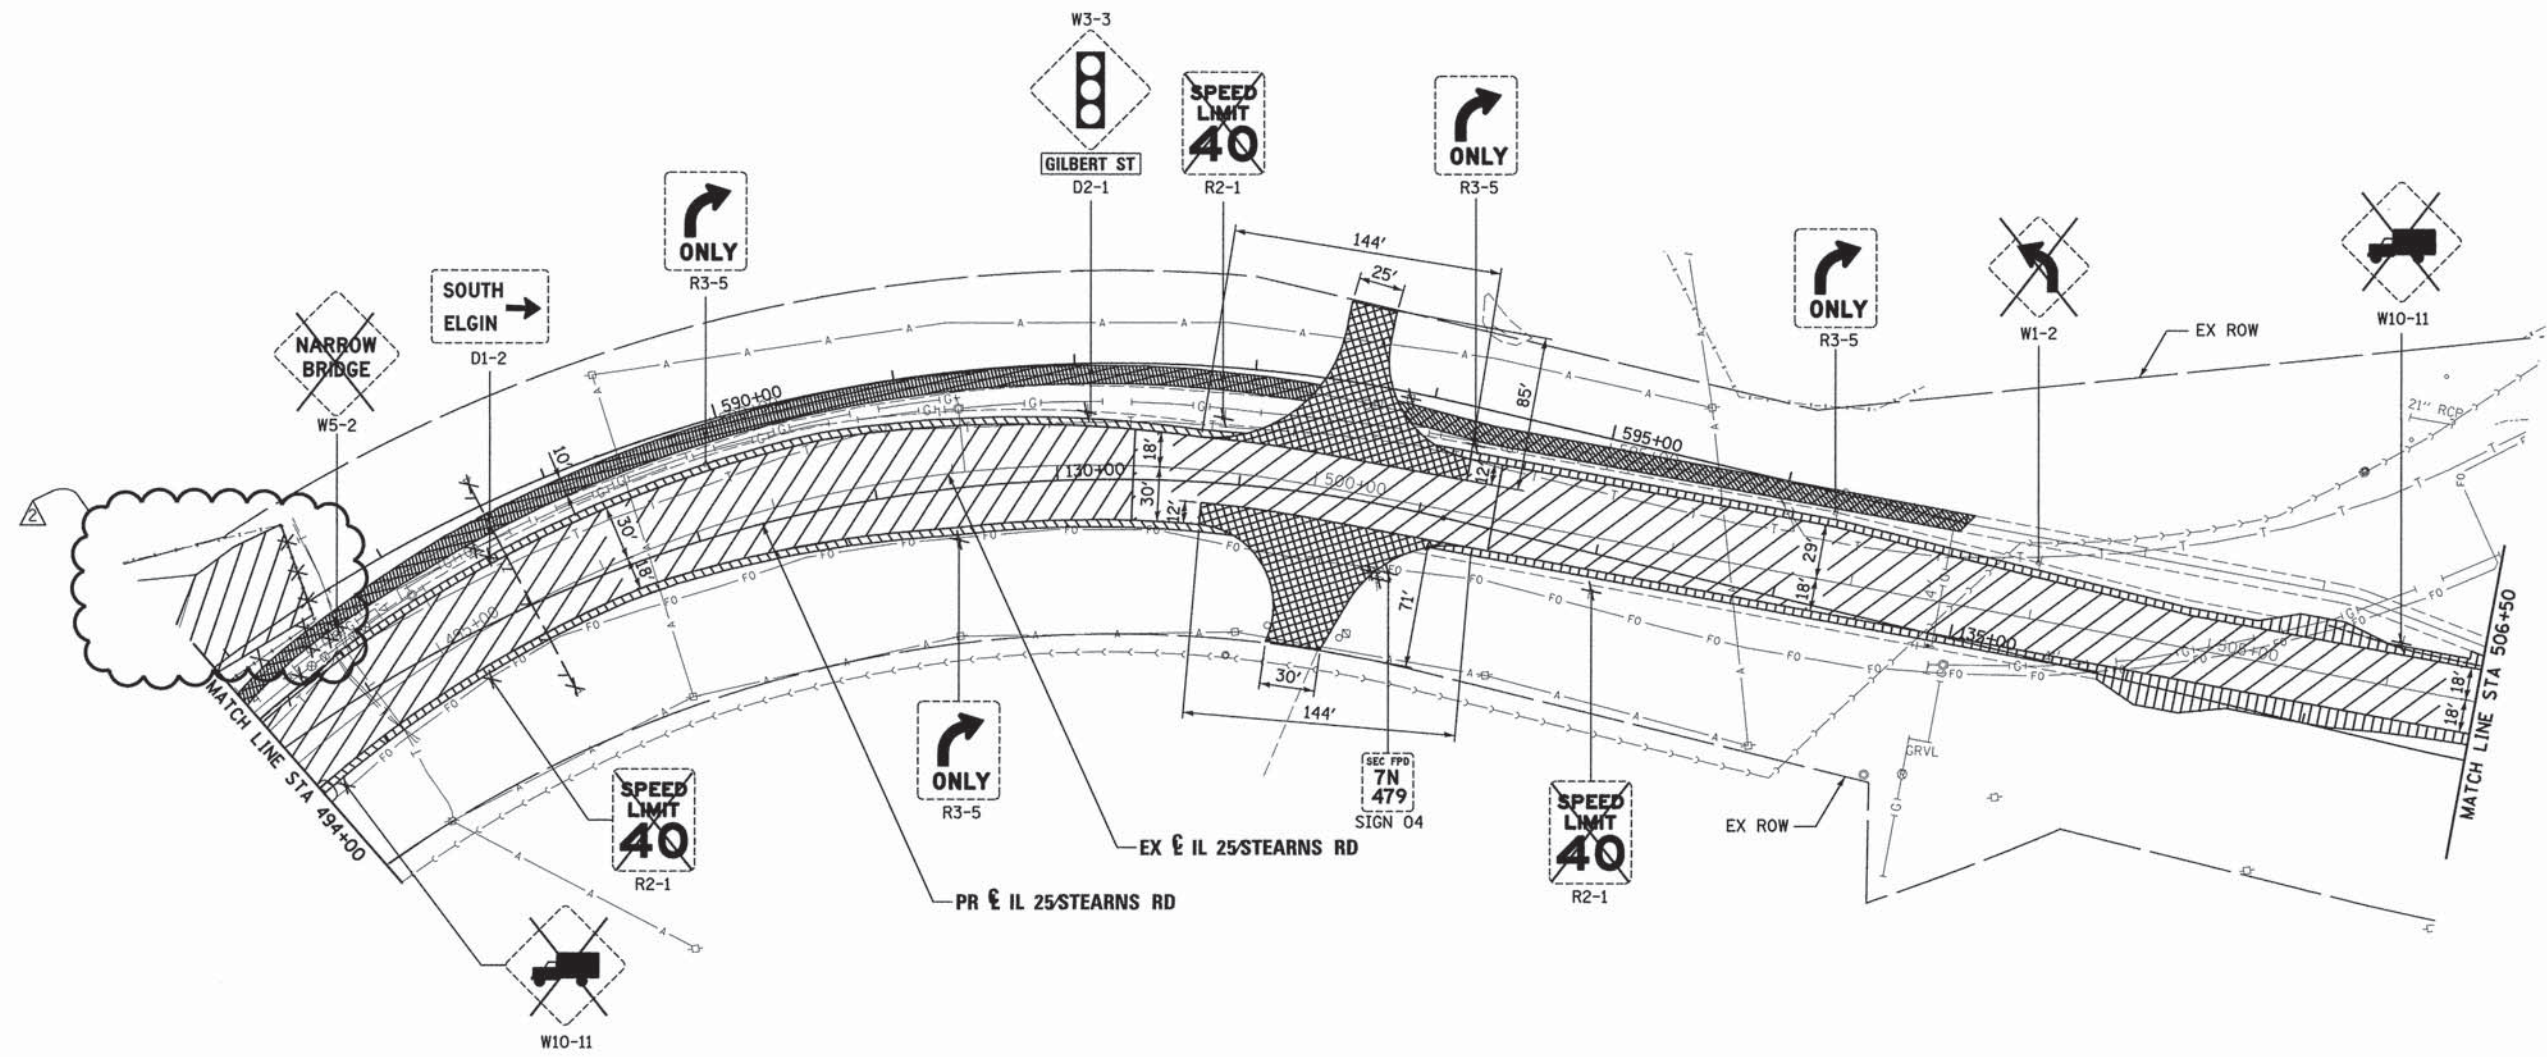 W3-3
GILBERT ST
D2-1
SPEED
LIMIT
40
R2-1
ONLY
R3-5
ONLY
R3-5
SOUTH
ELGIN
D1-2
NARROW
BRIDGE
W5-2
144'
25'
85'
ONLY
R3-5
W1-2
W10-11
EX ROW
21" RCP
590+00
595+00
10'
18'
130+00
30'
12'
500+00
12'
30'
18'
495+00
29'
18'
135+00
505+00
18'
18'
2
71'
30'
144'
GRVL
MATCH LINE STA 494+00
MATCH LINE STA 506+50
ONLY
R3-5
SEC FPD
7N
479
SIGN 04
SPEED
LIMIT
40
R2-1
SPEED
LIMIT
40
R2-1
EX ROW
EX ℄ IL 25/STEARNS RD
PR ℄ IL 25/STEARNS RD
W10-11